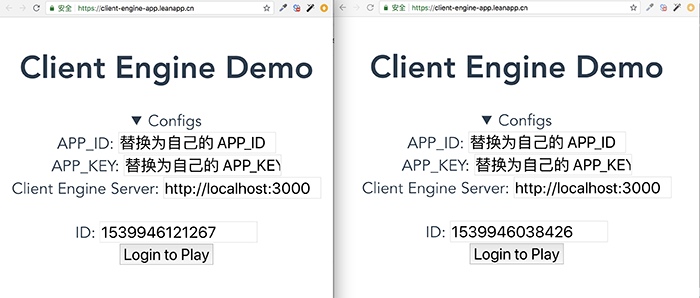 安全 https://client-engine-app.leanapp.cn
Client Engine Demo
▼ Configs
APP_ID: 替换为自己的 APP_ID
APP_KEY: 替换为自己的 APP_KEY
Client Engine Server: http://localhost:3000
ID: 1539946121267
Login to Play
安全 https://client-engine-app.leanapp.cn
Client Engine Demo
▼ Configs
APP_ID: 替换为自己的 APP_ID
APP_KEY: 替换为自己的 APP_KEY
Client Engine Server: http://localhost:3000
ID: 1539946038426
Login to Play